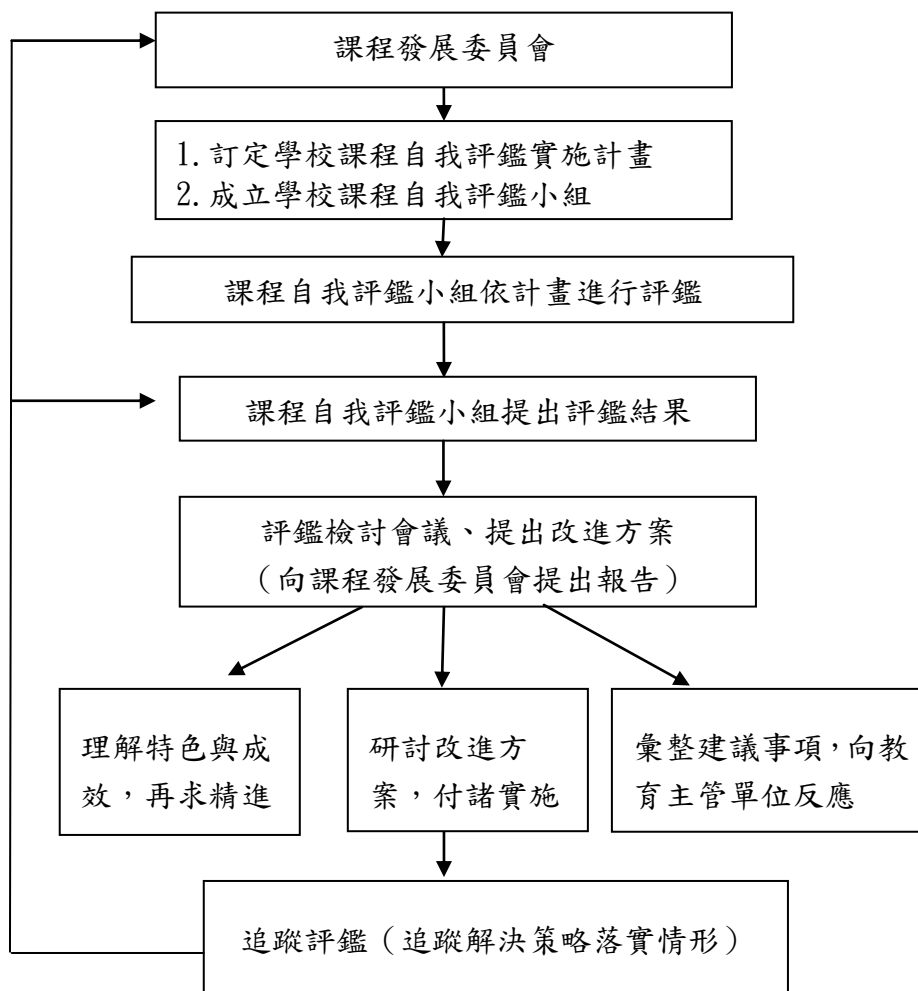 課程發展委員會
1.訂定學校課程自我評鑑實施計畫
2.成立學校課程自我評鑑小組
課程自我評鑑小組依計畫進行評鑑
課程自我評鑑小組提出評鑑結果
評鑑檢討會議、提出改進方案
（向課程發展委員會提出報告）
理解特色與成
效，再求精進
研討改進方
案，付諸實施
彙整建議事項，向教
育主管單位反應
追蹤評鑑（追蹤解決策略落實情形）